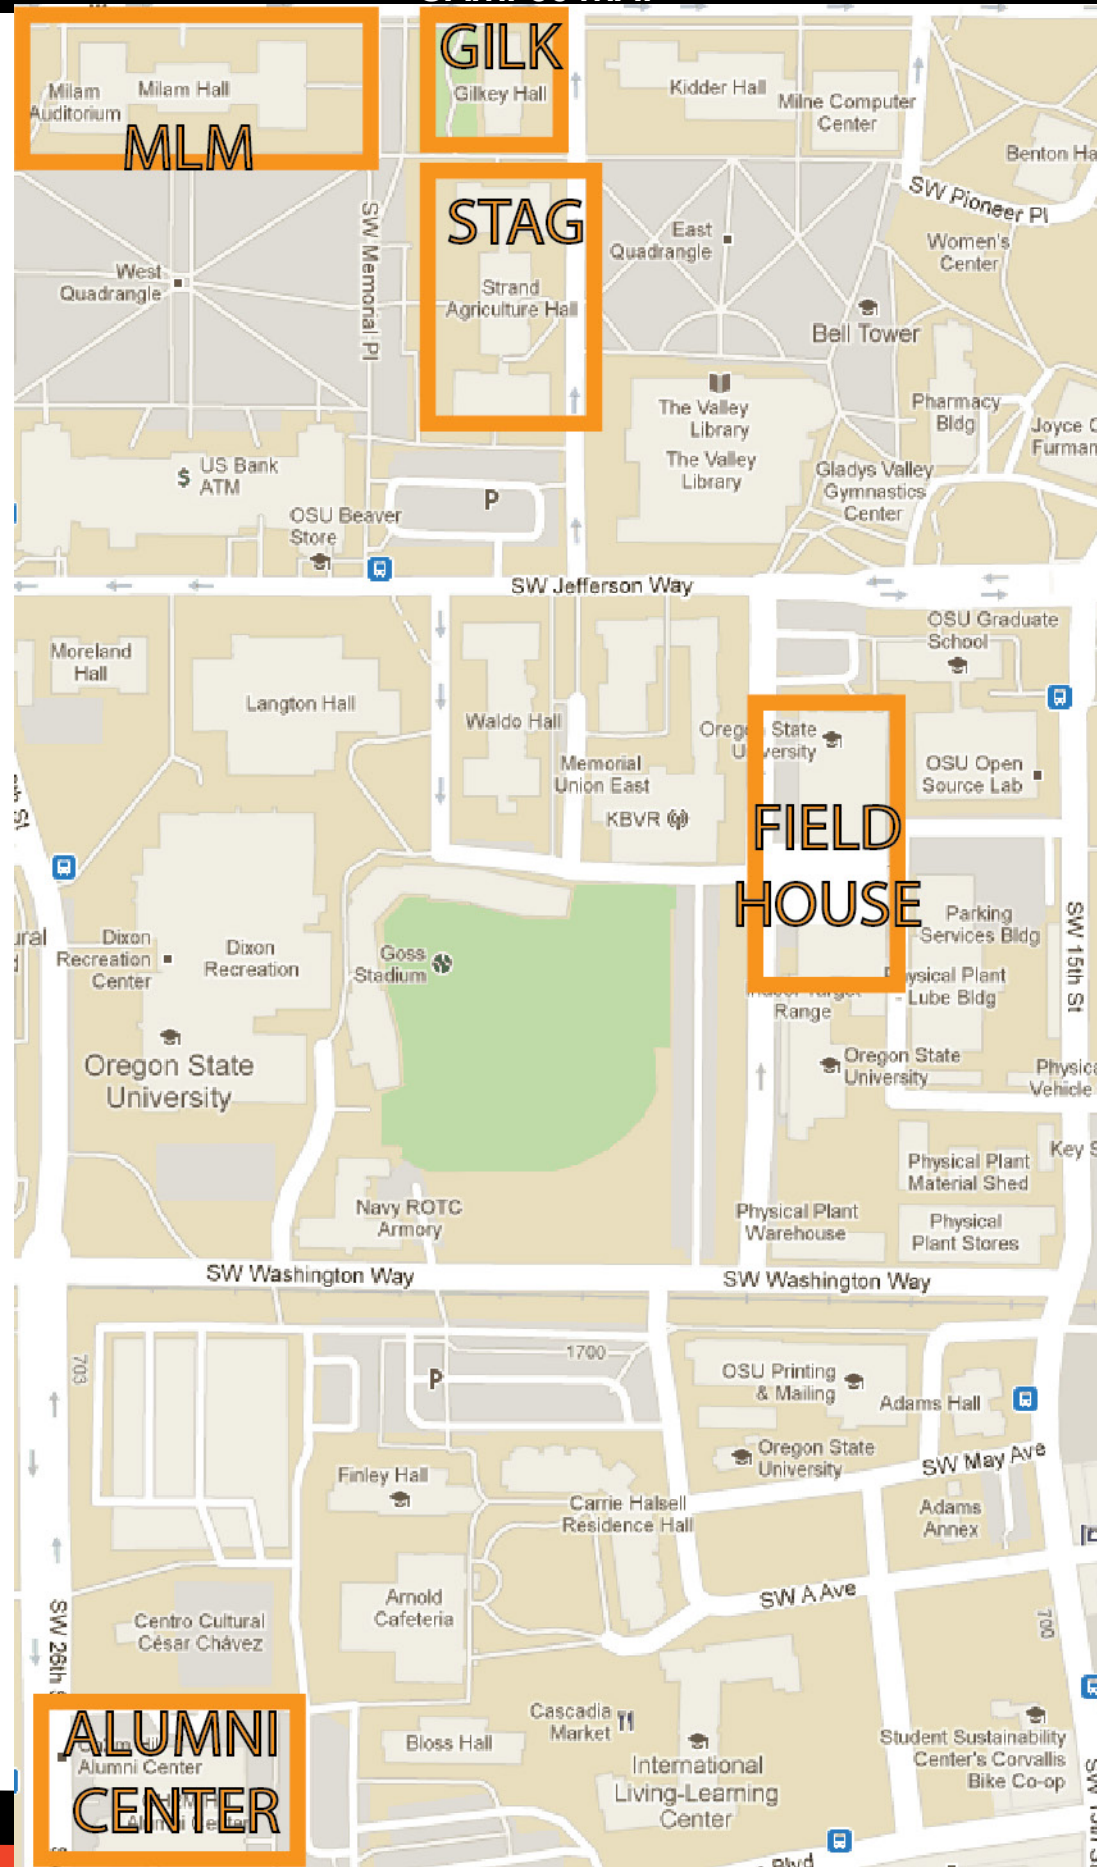 GILK
Milam
Auditorium
Milam Hall
MLM
Gilkey Hall
Kidder Hall
Milne Computer
Center
SW Pioneer Pl
STAG
SW Memorial Pl
West
Quadrangle
East
Quadrangle
Women's
Center
Strand
Agriculture Hall
Bell Tower
The Valley
Library
The Valley
Library
Pharmacy
Bldg
US Bank
ATM
$
P
Gladys Valley
Gymnastics
Center
OSU Beaver
Store
SW Jefferson Way
Moreland
Hall
Langton Hall
Waldo Hall
OSU Graduate
School
Oregon State
University
Memorial
Union East
KBVR
OSU Open
Source Lab
FIELD
HOUSE
Parking
Services Bldg
SW 15th St
Dixon
Recreation
Center
Dixon
Recreation
Goss
Stadium
Physical Plant
Lube Bldg
Indoor Target
Range
Oregon State
University
Oregon State
University
Physical Plant
Material Shed
Navy ROTC
Armory
Physical Plant
Warehouse
Physical
Plant Stores
SW Washington Way
SW Washington Way
703
P
1700
OSU Printing
& Mailing
Adams Hall
Oregon State
University
SW May Ave
Finley Hall
Carrie Halsell
Residence Hall
Adams
Annex
Arnold
Cafeteria
SW A Ave
700
Centro Cultural
César Chávez
SW 26th
ALUMNI
CENTER
Alumni Center
Bloss Hall
Cascadia
Market
International
Living-Learning
Center
Student Sustainability
Center's Corvallis
Bike Co-op
Blvd